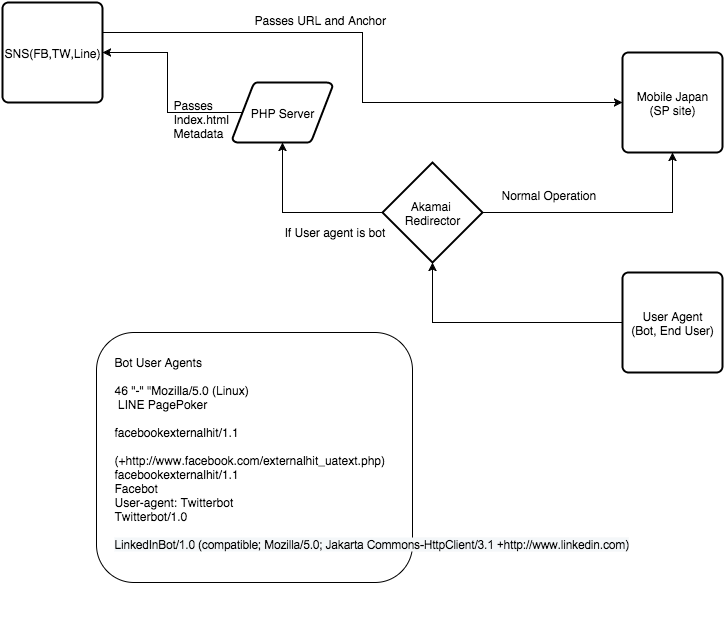 Passes URL and Anchor
SNS(FB,TW,Line)
Passes
Index.html
Metadata
PHP Server
Mobile Japan
(SP site)
Akamai
Redirector
Normal Operation
If User agent is bot
User Agent
(Bot, End User)
Bot User Agents
46 "-" "Mozilla/5.0 (Linux)
LINE PagePoker
facebookexternalhit/1.1
(+http://www.facebook.com/externalhit_uatext.php)
facebookexternalhit/1.1
Facebot
User-agent: Twitterbot
Twitterbot/1.0
LinkedInBot/1.0 (compatible; Mozilla/5.0; Jakarta Commons-HttpClient/3.1 +http://www.linkedin.com)